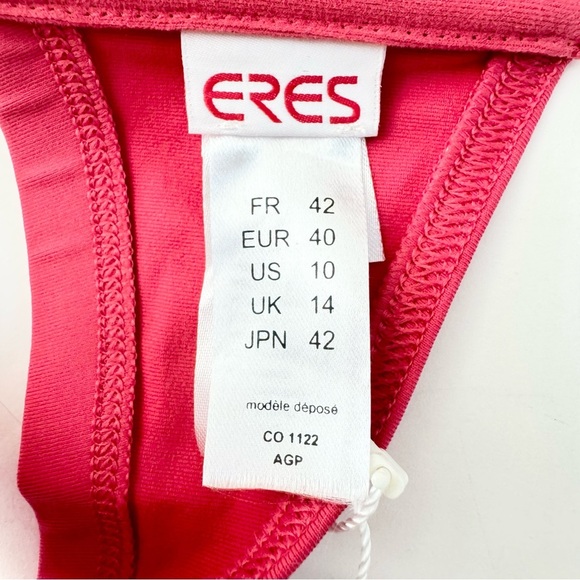 ERES
FR 42
EUR 40
US 10
UK 14
JPN 42
modèle déposé
CO 1122
AGP